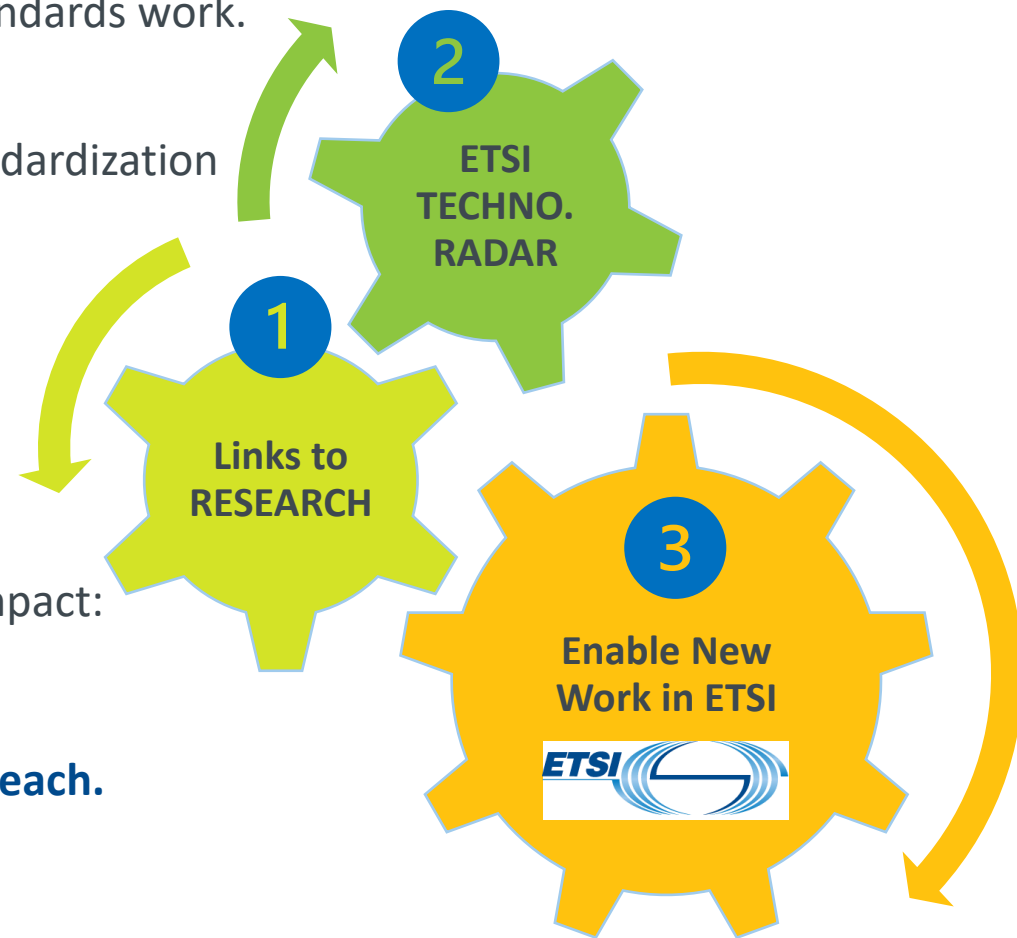 ndards work.
2
ETSI
TECHNO.
RADAR
dardization
1
Links to
RESEARCH
3
npact:
Enable New
Work in ETSI
ETSI
each.